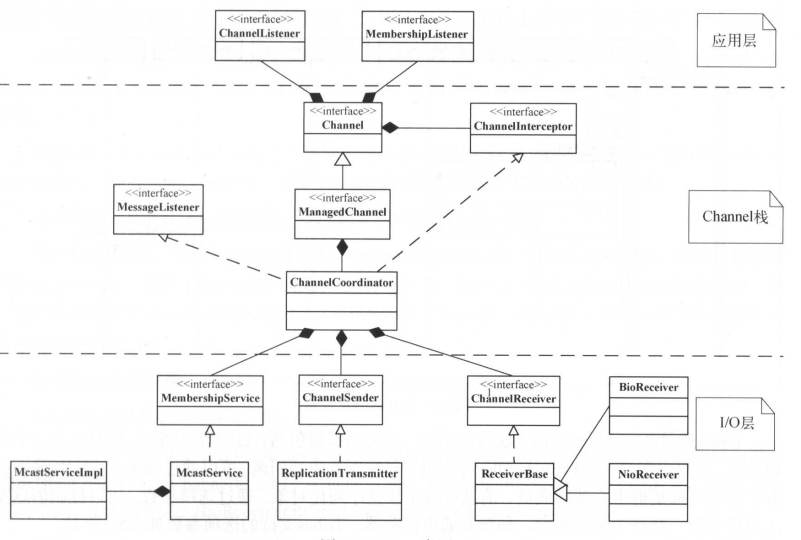 <<interface>>
ChannelListener
<<interface>>
MembershipListener
应用层
<<interface>>
Channel
<<interface>>
ChannelInterceptor
<<interface>>
MessageListener
<<interface>>
ManagedChannel
Channel栈
ChannelCoordinator
<<interface>>
MembershipService
<<interface>>
ChannelSender
<<interface>>
ChannelReceiver
BioReceiver
I/O层
McastServiceImpl
McastService
ReplicationTransmitter
ReceiverBase
NioReceiver